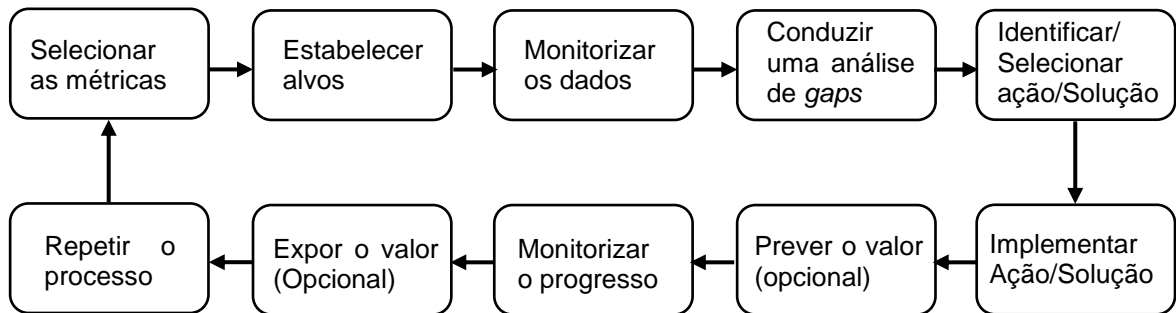 Selecionar
as métricas
Estabelecer
alvos
Monitorizar
os dados
Conduzir
uma análise
de gaps
Identificar/
Selecionar
ação/Solução
Repetir o
processo
Expor o valor
(Opcional)
Monitorizar
o progresso
Prever o valor
(opcional)
Implementar
Ação/Solução